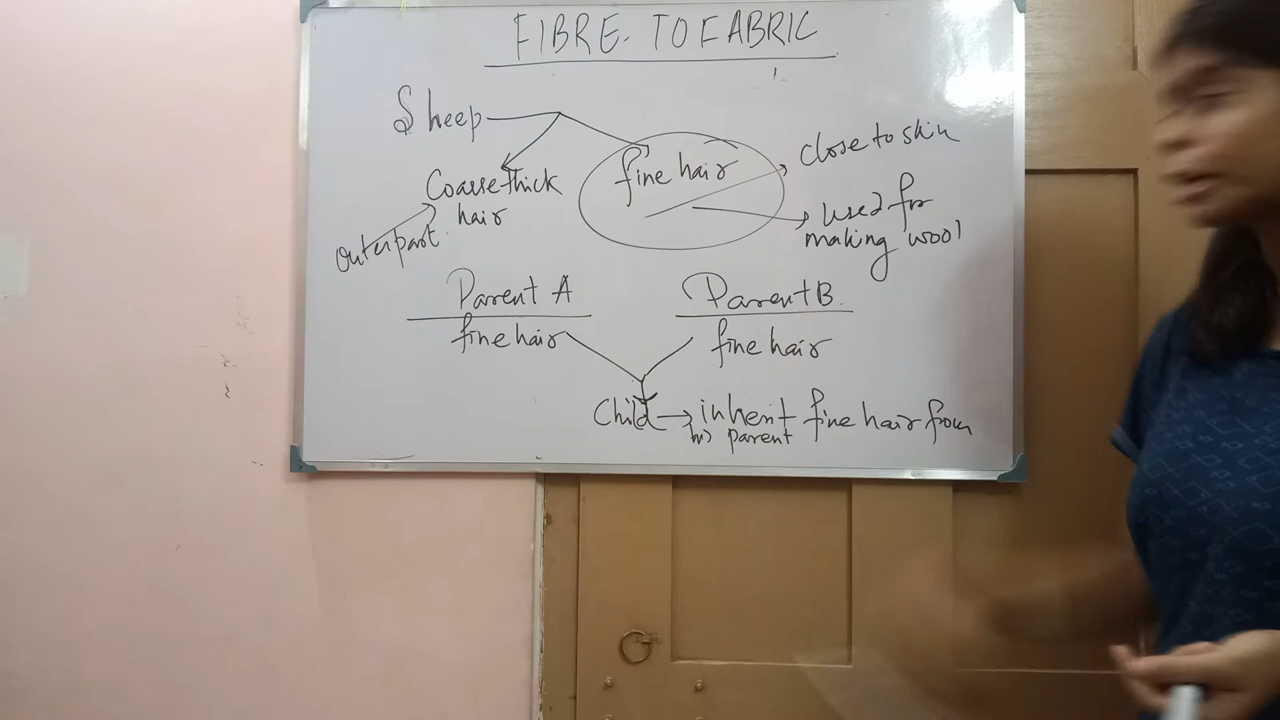 FIBRE TO FABRIC
Sheep
fine hair
close to skin
Coarse thick
hair
outer part
used for
making wool
Parent A
Parent B
fine hair
fine hair
Child → inherit fine hair from
parent